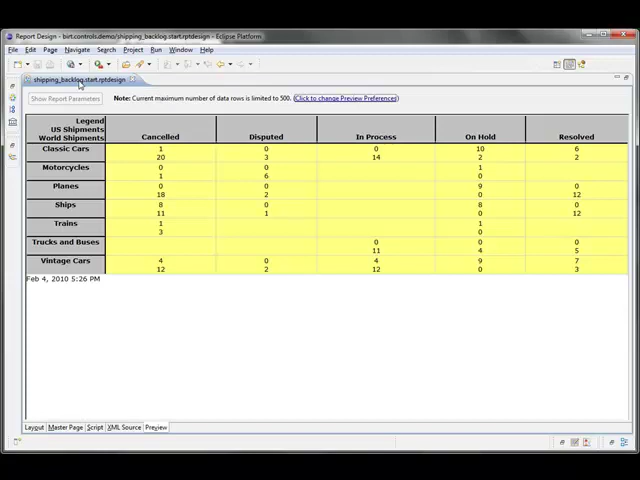 Report Design - birt.controls.demo/shipping_backlog.start.rptdesign - Eclipse Platform
File Edit Page Navigate Search Project Run Window Help
shipping_backlog.start.rptdesign
Show Report Parameters Note: Current maximum number of data rows is limited to 500. (Click to change Preview Preferences)
Legend
US Shipments
World Shipments Cancelled Disputed In Process On Hold Resolved
Classic Cars 1 0 0 10 6
20 3 14 2 2
Motorcycles 0 0 1
1 6 0
Planes 0 0 9 0
18 2 0 12
Ships 8 0 8 0
11 1 0 12
Trains 1 1
3 0
Trucks and Buses 0 0 0
11 4 5
Vintage Cars 4 0 4 9 7
12 2 12 0 3
Feb 4, 2010 5:26 PM
Layout Master Page Script XML Source Preview